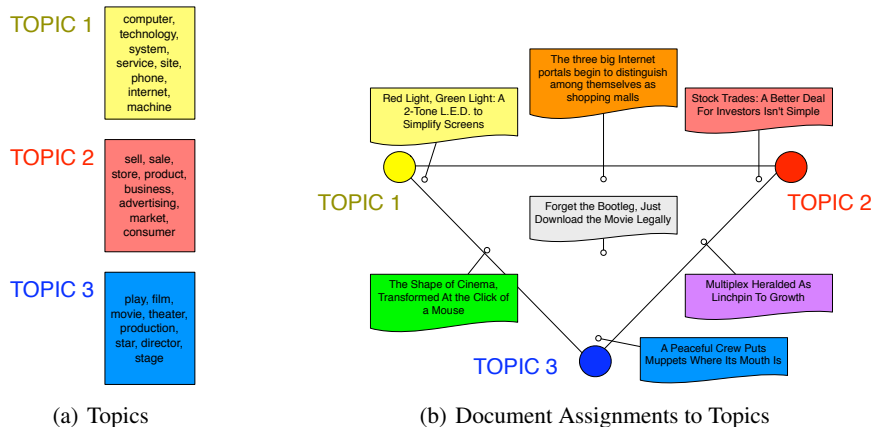 TOPIC 1
computer,
technology,
system,
service, site,
phone,
internet,
machine
TOPIC 2
sell, sale,
store, product,
business,
advertising,
market,
consumer
TOPIC 3
play, film,
movie, theater,
production,
star, director,
stage
(a) Topics
The three big Internet
portals begin to distinguish
among themselves as
shopping malls
Red Light, Green Light: A
2-Tone L.E.D. to
Simplify Screens
Stock Trades: A Better Deal
For Investors Isn't Simple
TOPIC 1
TOPIC 2
Forget the Bootleg, Just
Download the Movie Legally
The Shape of Cinema,
Transformed At the Click of
a Mouse
Multiplex Heralded As
Linchpin To Growth
TOPIC 3
A Peaceful Crew Puts
Muppets Where Its Mouth Is
(b) Document Assignments to Topics